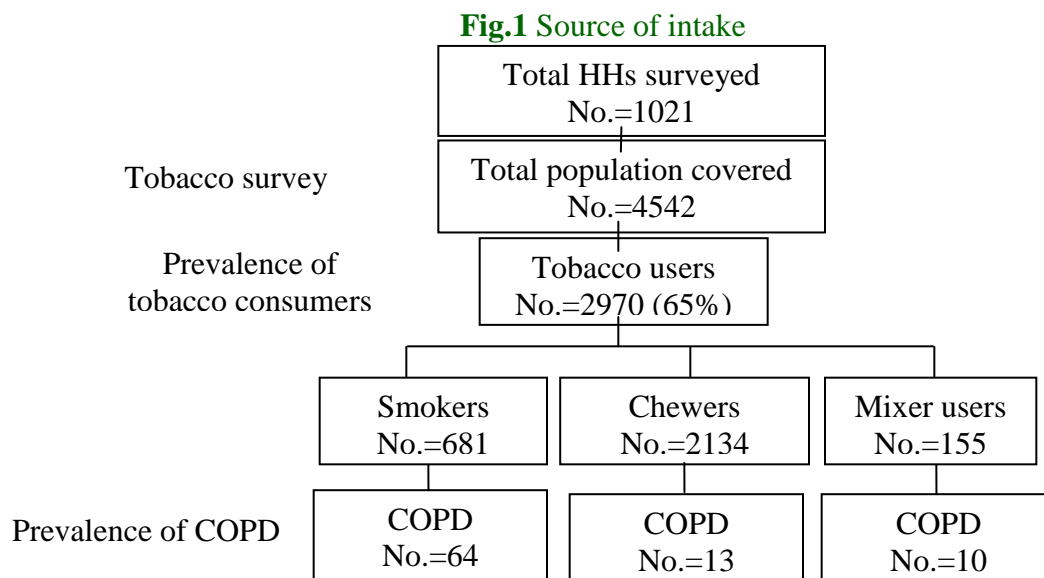 Fig.1 Source of intake
Total HHs surveyed
No.=1021
Tobacco survey
Total population covered
No.=4542
Prevalence of
tobacco consumers
Tobacco users
No.=2970 (65%)
Smokers
No.=681
Chewers
No.=2134
Mixer users
No.=155
Prevalence of COPD
COPD
No.=64
COPD
No.=13
COPD
No.=10